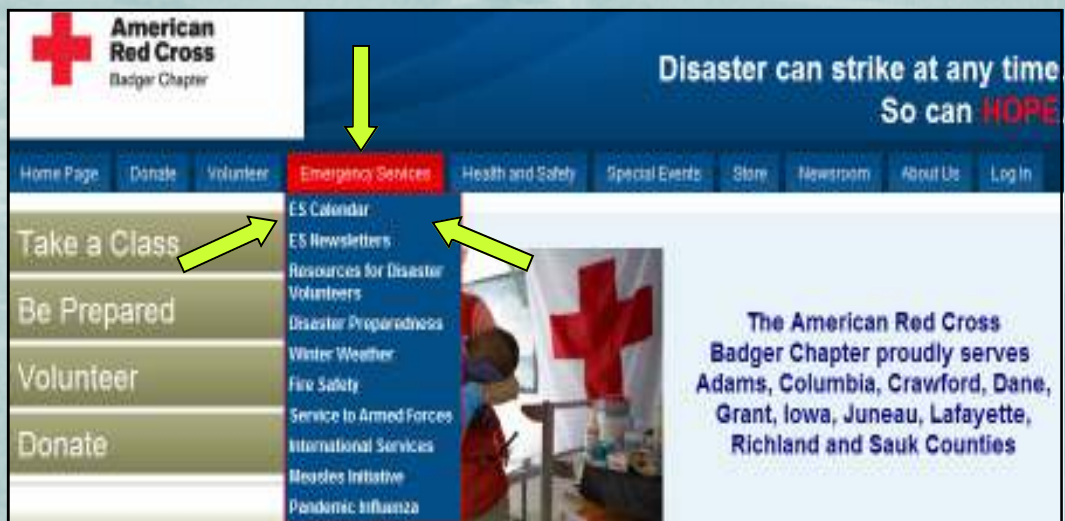 American
Red Cross
Badger Chapter
Disaster can strike at any time.
So can HOPE.
Home Page Donate Volunteer Emergency Services Health and Safety Special Events Store Newsroom About Us Log In
Take a Class
Be Prepared
Volunteer
Donate
ES Calendar
ES Newsletters
Resources for Disaster
Volunteers
Disaster Preparedness
Winter Weather
Fire Safety
Service to Armed Forces
International Services
Measles Initiative
Pandemic Influenza
The American Red Cross
Badger Chapter proudly serves
Adams, Columbia, Crawford, Dane,
Grant, Iowa, Juneau, Lafayette,
Richland and Sauk Counties